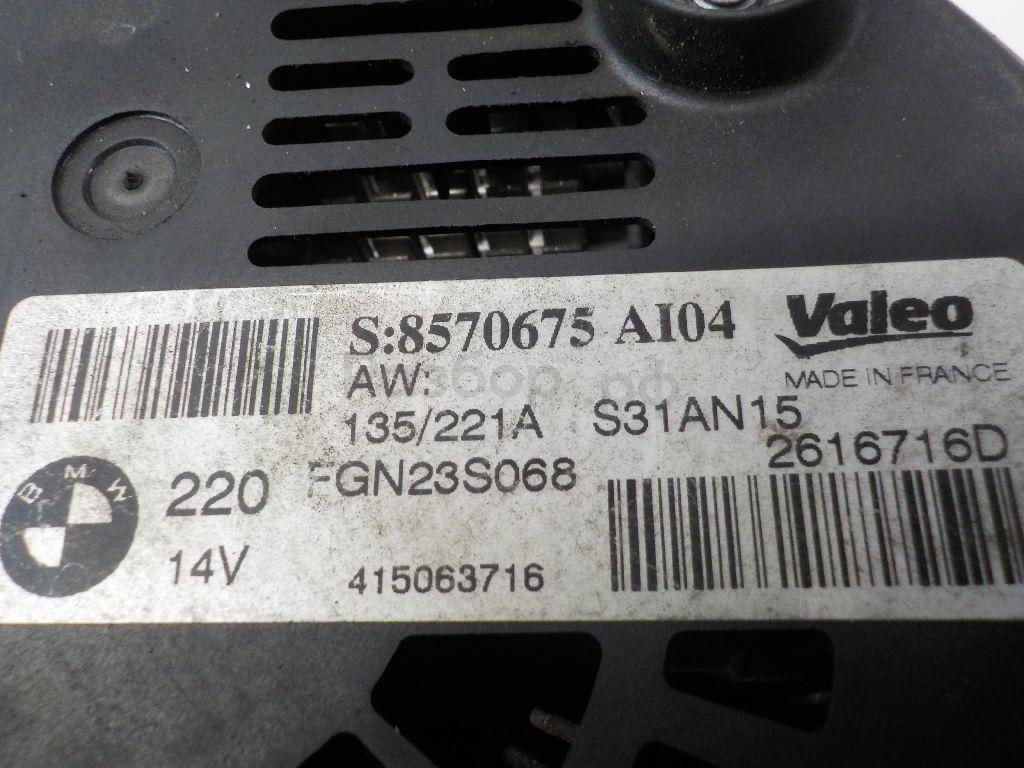 S:8570675 AI04
Valeo
AW:
MADE IN FRANCE
135/221A S31AN15
2616716D
BMW
220
FGN23S068
14V
415063716